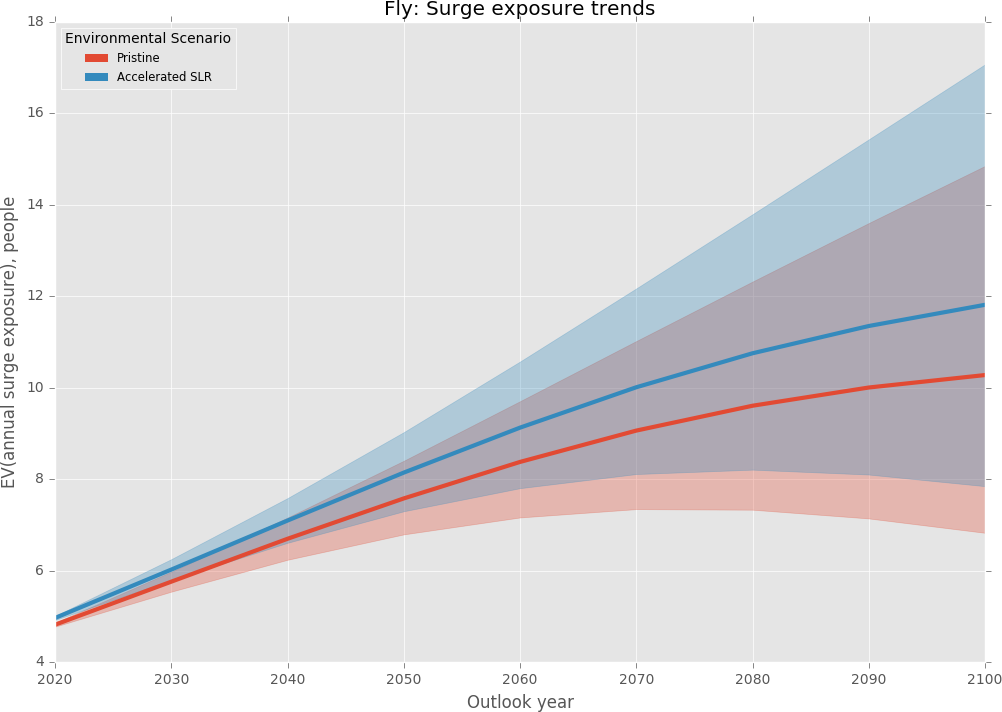 Fly: Surge exposure trends
Environmental Scenario
Pristine
Accelerated SLR
EV(annual surge exposure), people
18
16
14
12
10
8
6
4
2020 2030 2040 2050 2060 2070 2080 2090 2100
Outlook year